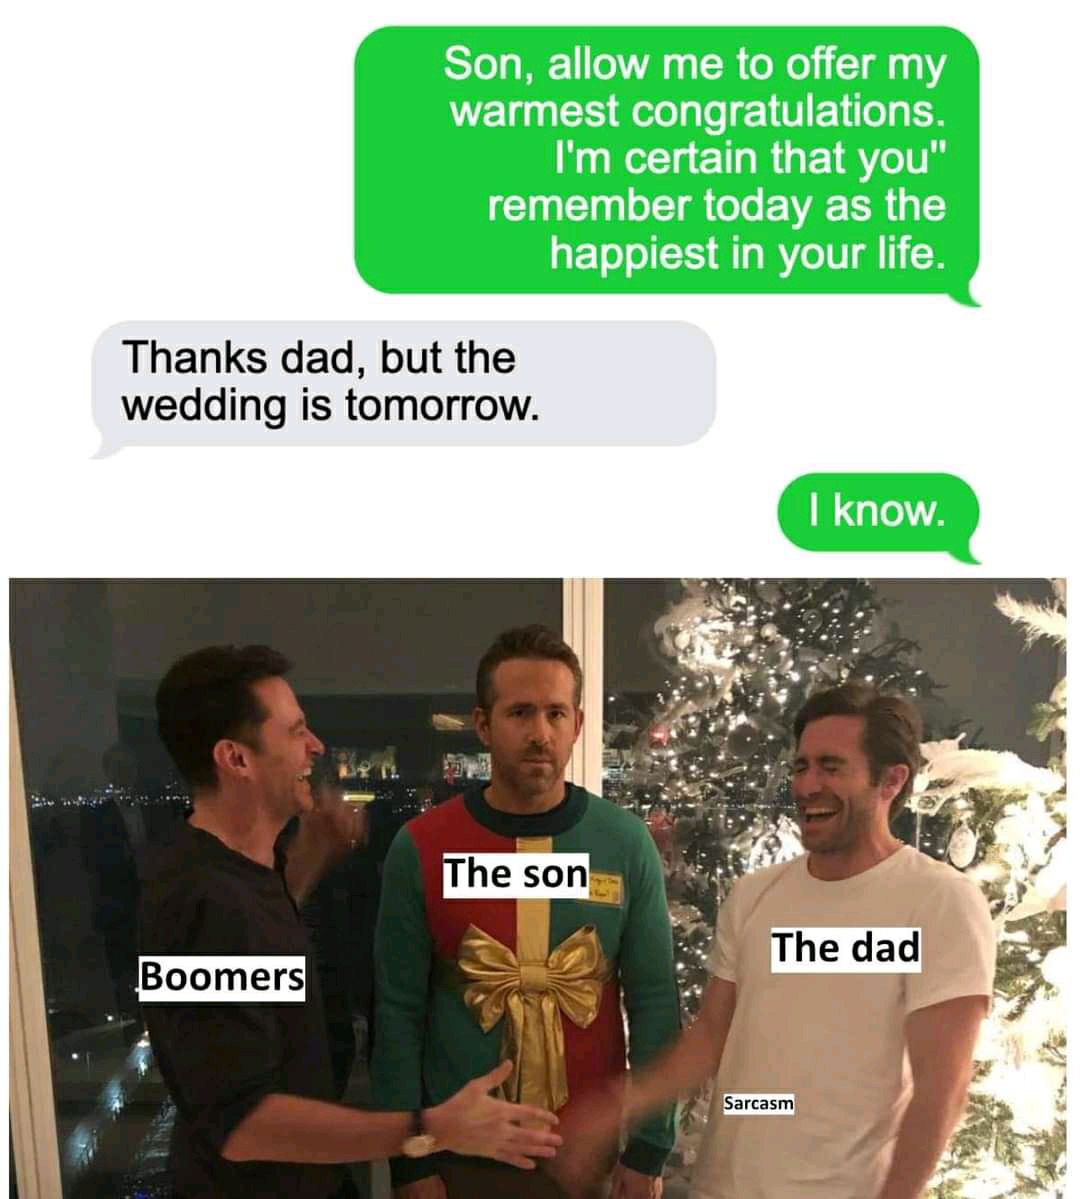 Son, allow me to offer my
warmest congratulations.
I'm certain that you"
remember today as the
happiest in your life.
Thanks dad, but the
wedding is tomorrow.
I know.
The son
The dad
Boomers
Sarcasm